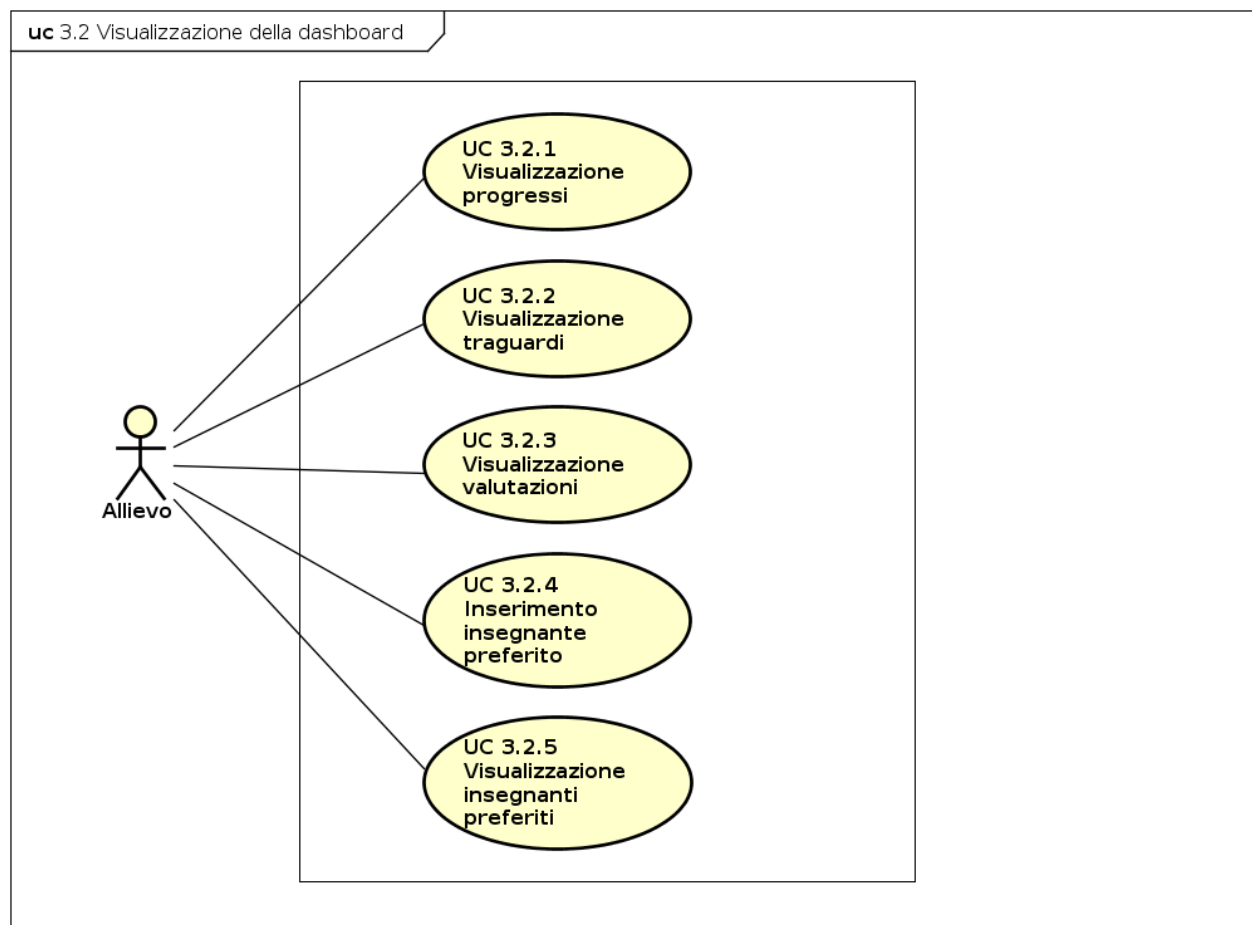 uc 3.2 Visualizzazione della dashboard
UC 3.2.1
Visualizzazione
progressi
UC 3.2.2
Visualizzazione
traguardi
UC 3.2.3
Visualizzazione
valutazioni
Allievo
UC 3.2.4
Inserimento
insegnante
preferito
UC 3.2.5
Visualizzazione
insegnanti
preferiti